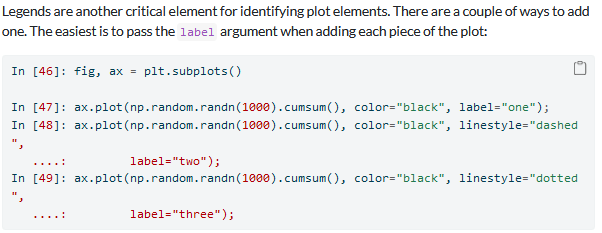 Legends are another critical element for identifying plot elements. There are a couple of ways to add
one. The easiest is to pass the label argument when adding each piece of the plot:
In [46]: fig, ax = plt.subplots()
In [47]: ax.plot(np.random.randn(1000).cumsum(), color="black", label="one");
In [48]: ax.plot(np.random.randn(1000).cumsum(), color="black", linestyle="dashed
",
....: label="two");
In [49]: ax.plot(np.random.randn(1000).cumsum(), color="black", linestyle="dotted
",
....: label="three");